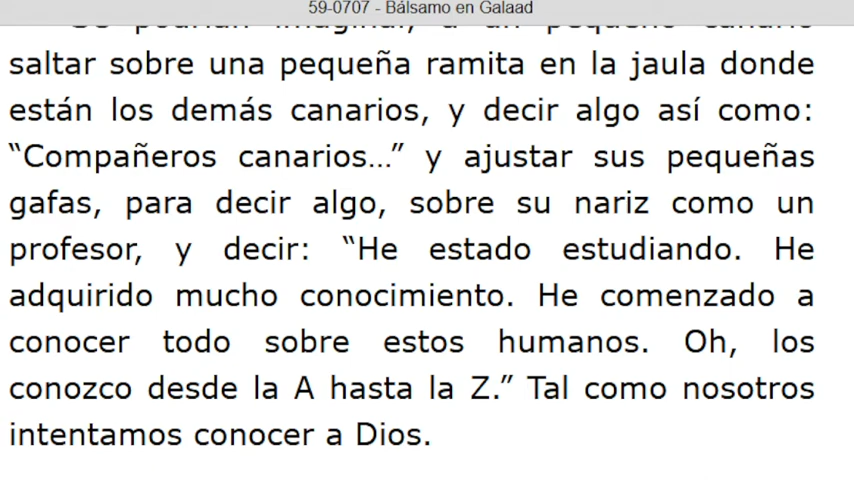 59-0707 - Bálsamo en Galaad
saltar sobre una pequeña ramita en la jaula donde
están los demás canarios, y decir algo así como:
“Compañeros canarios…” y ajustar sus pequeñas
gafas, para decir algo, sobre su nariz como un
profesor, y decir: “He estado estudiando. He
adquirido mucho conocimiento. He comenzado a
conocer todo sobre estos humanos. Oh, los
conozco desde la A hasta la Z.” Tal como nosotros
intentamos conocer a Dios.